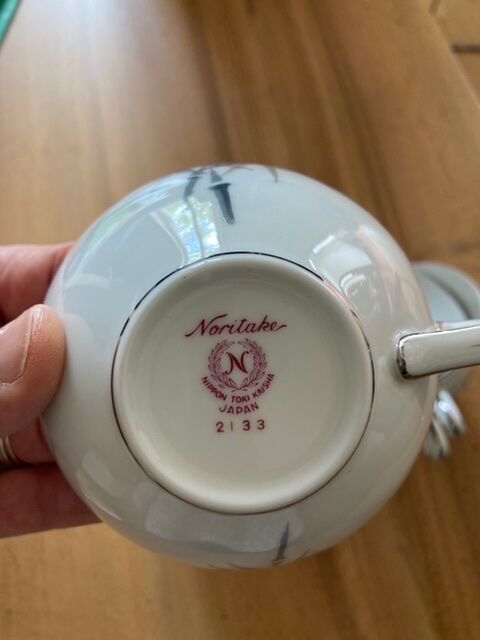 Noritake
N
NIPPON TOKI KAISHA
JAPAN
2133